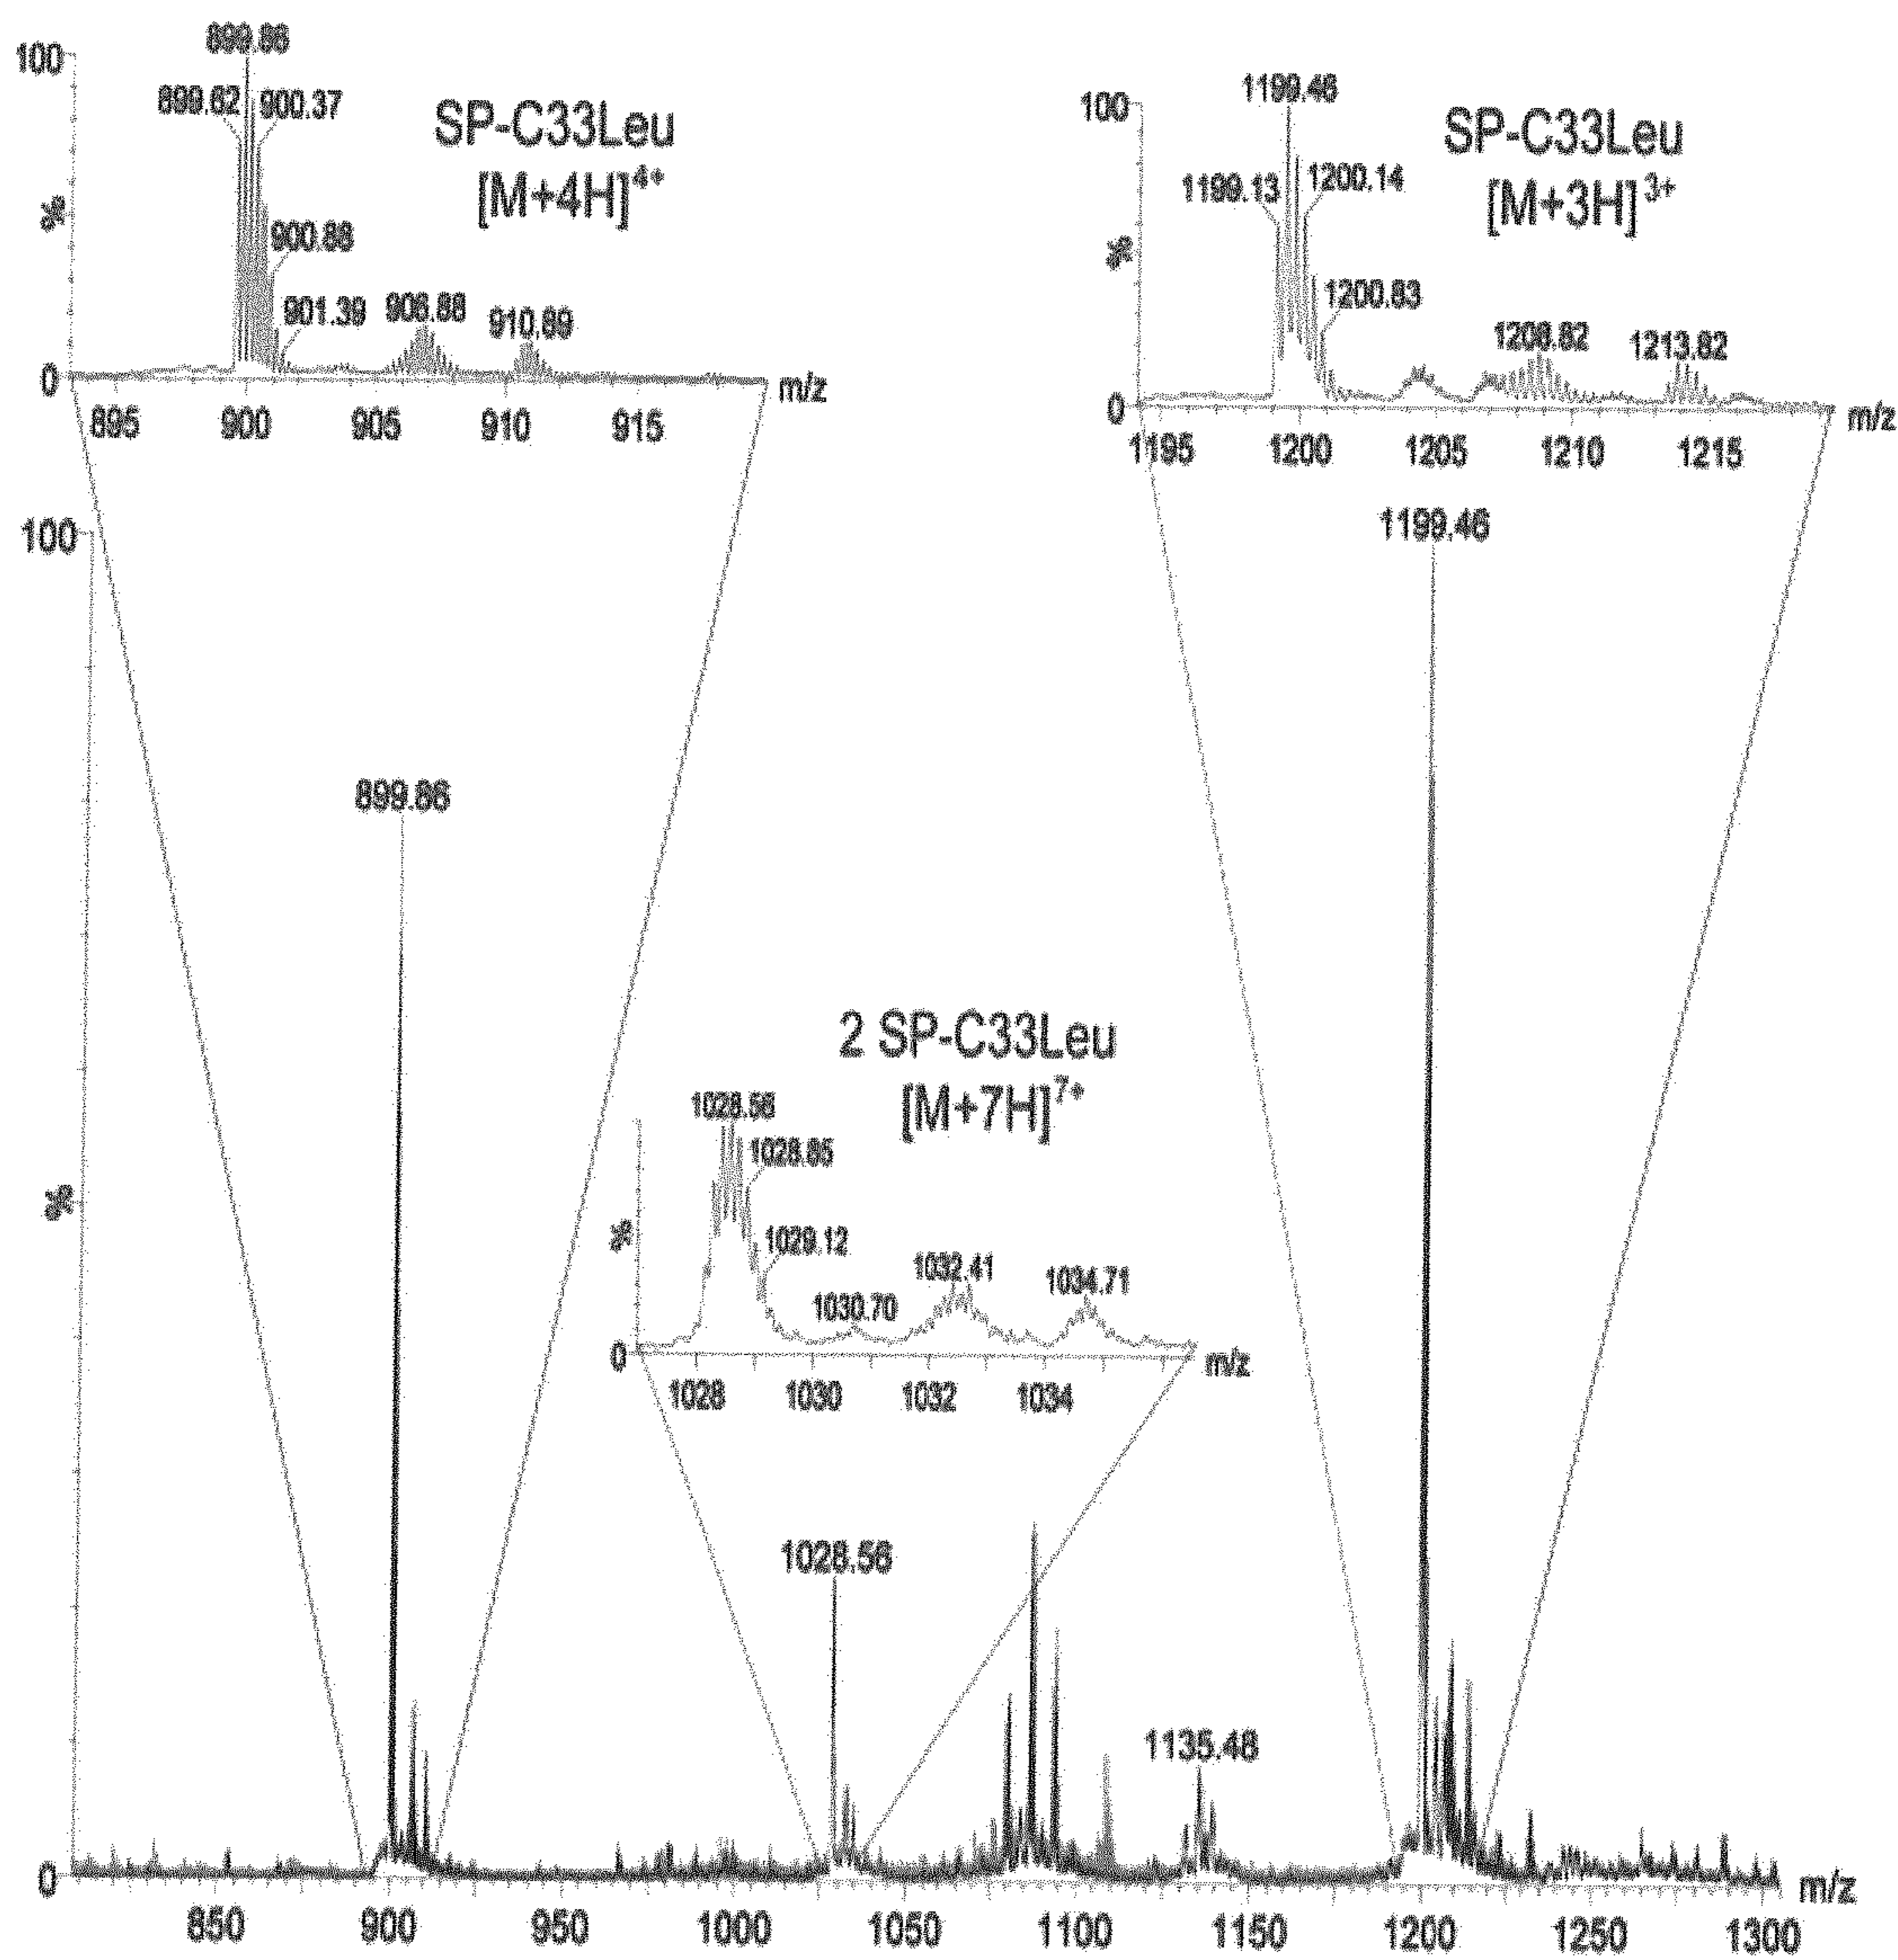 100
899.86
899.62
900.37
900.88
901.39
906.88
910.89
SP-C33Leu
[M+4H]4+
%
0
895 900 905 910 915
m/z
100
1199.46
1199.13
1200.14
1200.83
1208.82
1213.82
SP-C33Leu
[M+3H]3+
%
0
1195 1200 1205 1210 1215
m/z
100
899.86
1199.46
%
2 SP-C33Leu
[M+7H]7+
1028.56
1028.85
1029.12
1030.70
1032.41
1034.71
%
0
1028 1030 1032 1034
m/z
1028.56
1135.48
0
850 900 950 1000 1050 1100 1150 1200 1250 1300
m/z